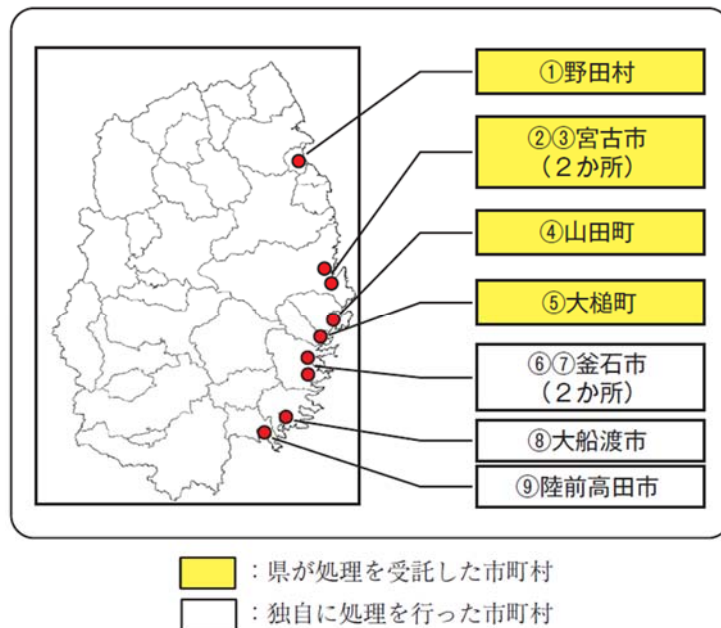 ①野田村
②③宮古市
(2か所)
④山田町
⑤大槌町
⑥⑦釜石市
(2か所)
⑧大船渡市
⑨陸前高田市
：県が処理を受託した市町村
：独自に処理を行った市町村